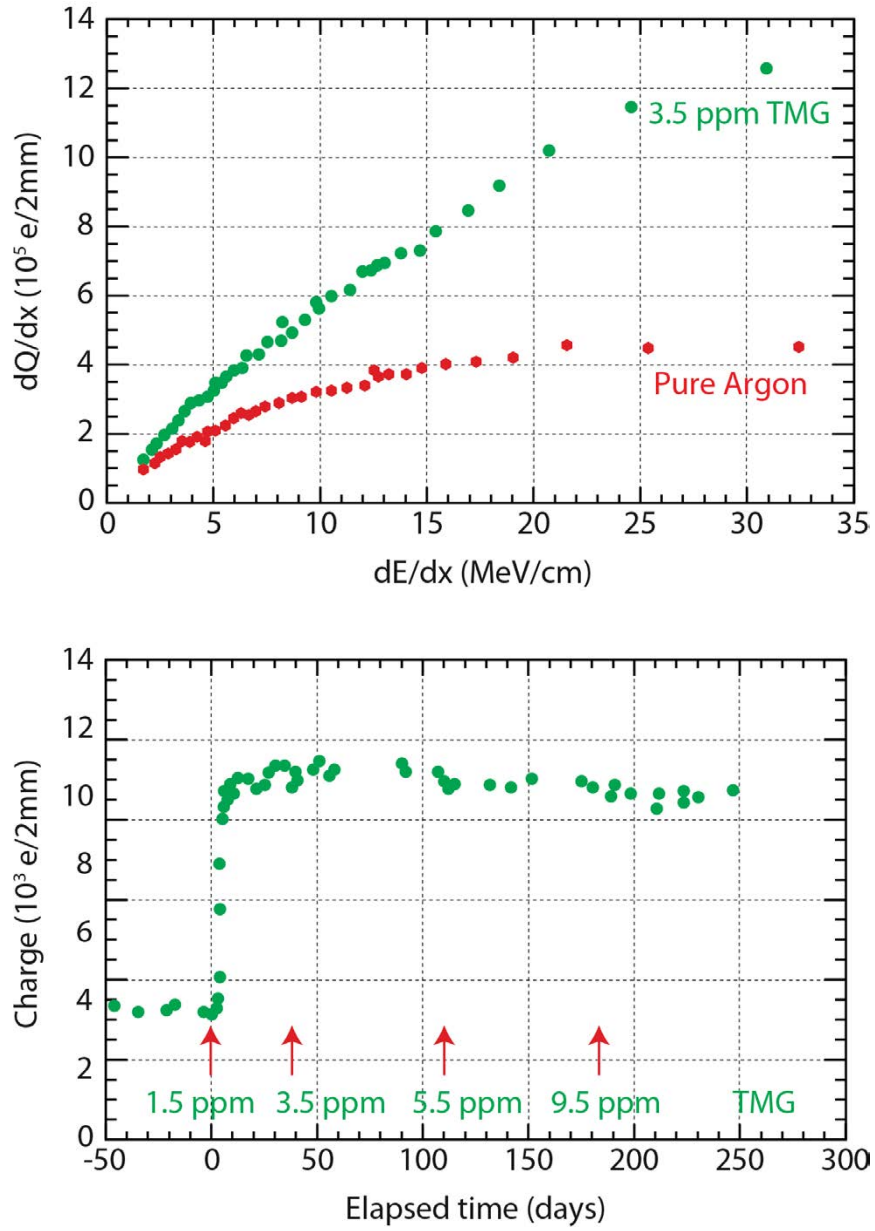 14
12
10
8
6
4
2
0
dQ/dx (10⁵ e/2mm)
3.5 ppm TMG
Pure Argon
0 5 10 15 20 25 30 35
dE/dx (MeV/cm)
14
12
10
8
6
4
2
0
Charge (10³ e/2mm)
1.5 ppm 3.5 ppm 5.5 ppm 9.5 ppm TMG
-50 0 50 100 150 200 250 300
Elapsed time (days)